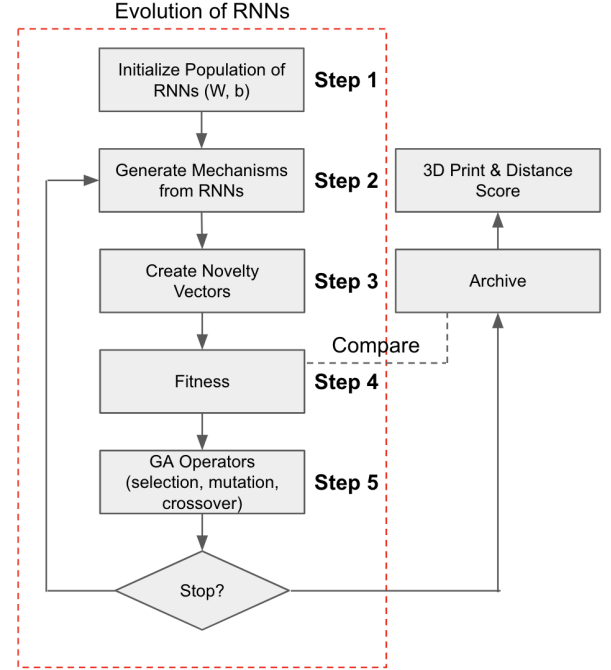 Evolution of RNNs
Initialize Population of
RNNs (W, b)
Step 1
Generate Mechanisms
from RNNs
Step 2
3D Print & Distance
Score
Create Novelty
Vectors
Step 3
Archive
Compare
Fitness
Step 4
GA Operators
(selection, mutation,
crossover)
Step 5
Stop?